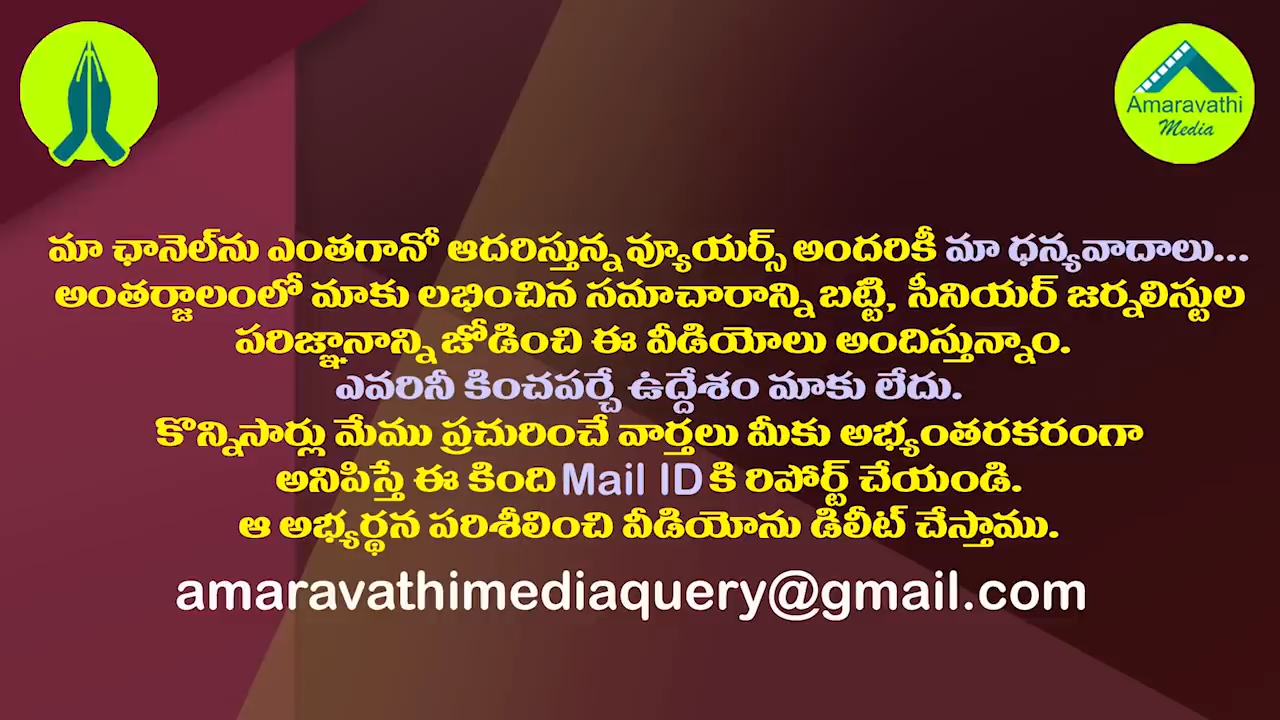 Amaravathi
Media
మా ఛానెల్‌ను ఎంతగానో ఆదరిస్తున్న వ్యూయర్స్ అందరికీ మా ధన్యవాదాలు...
అంతర్జాలంలో మాకు లభించిన సమాచారాన్ని బట్టి, సీనియర్ జర్నలిస్టుల
పరిజ్ఞానాన్ని జోడించి ఈ వీడియోలు అందిస్తున్నాం.
ఎవరినీ కించపర్చే ఉద్దేశం మాకు లేదు.
కొన్నిసార్లు మేము ప్రచురించే వార్తలు మీకు అభ్యంతరకరంగా
అనిపిస్తే ఈ కింది Mail ID కి రిపోర్ట్ చేయండి.
ఆ అభ్యర్థన పరిశీలించి వీడియోను డిలీట్ చేస్తాము.
amaravathimediaquery@gmail.com